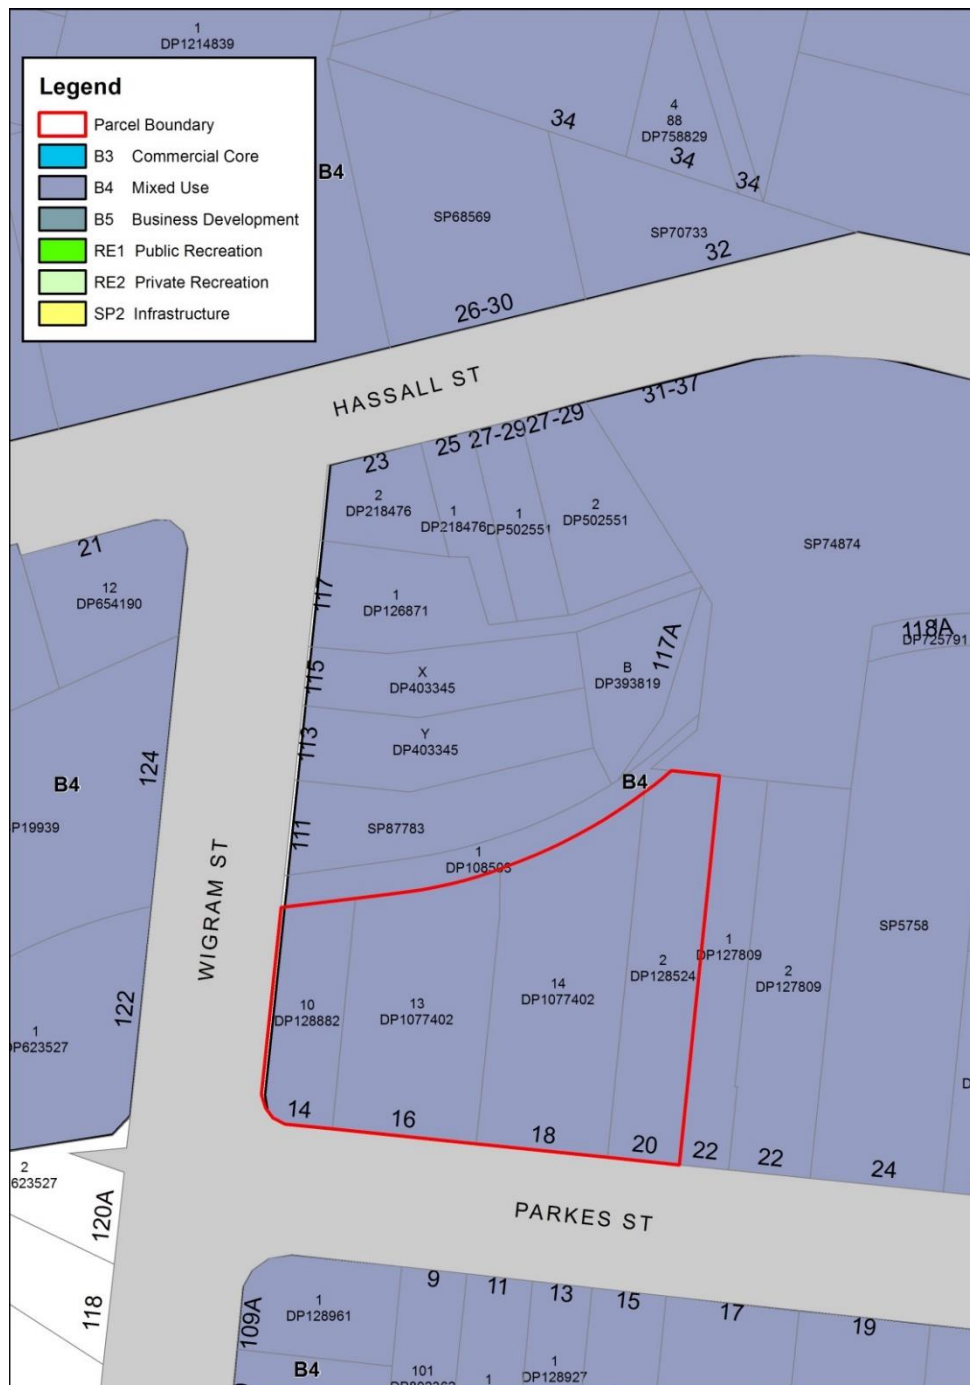 1
DP1214839
Legend
Parcel Boundary
B3 Commercial Core
B4 Mixed Use
B5 Business Development
RE1 Public Recreation
RE2 Private Recreation
SP2 Infrastructure
B4
34
4
88
DP758829
34
34
SP68569
SP70733
32
26-30
HASSALL ST
31-37
27-29
27-29
25
23
2
DP218476
1
DP218476
1
DP502551
2
DP502551
SP74874
21
12
DP654190
117
1
DP126871
117A
118A
DP725791
115
X
DP403345
B
DP393819
113
Y
DP403345
124
B4
B4
P19939
111
SP87783
1
DP108503
WIGRAM ST
SP5758
1
DP127809
2
DP127809
2
DP128524
14
DP1077402
13
DP1077402
10
DP128882
122
1
DP623527
14
16
18
20
22
22
24
2
623527
120A
PARKES ST
118
109A
1
DP128961
B4
9
11
13
15
17
19
101
1
1
DP128927